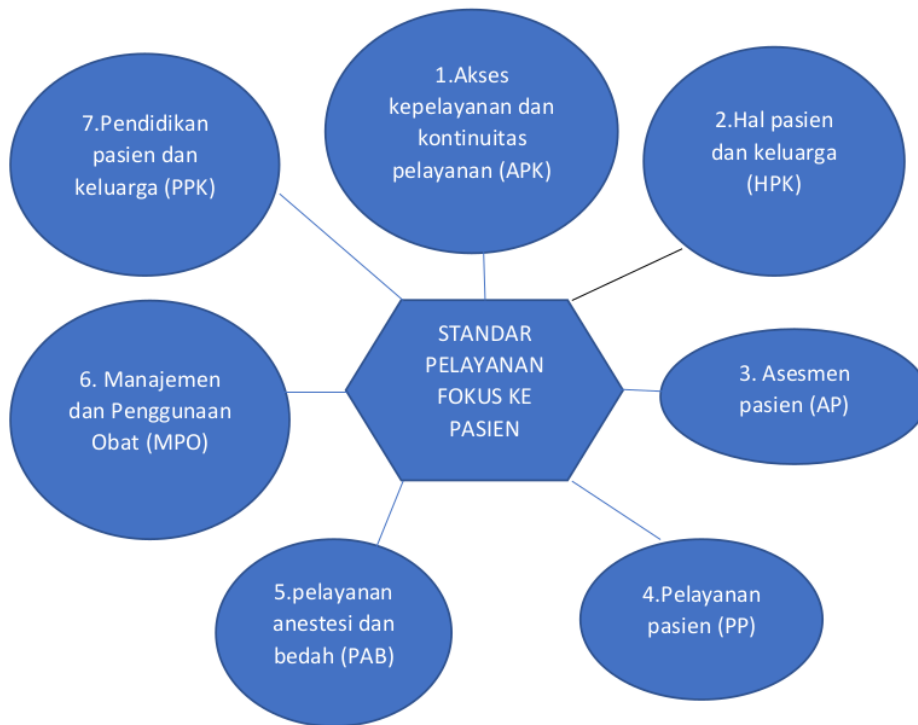 1.Akses
kepelayanan dan
kontinuitas
pelayanan (APK)
2.Hal pasien
dan keluarga
(HPK)
3. Asesmen
pasien (AP)
4.Pelayanan
pasien (PP)
5.pelayanan
anestesi dan
bedah (PAB)
6. Manajemen
dan Penggunaan
Obat (MPO)
7.Pendidikan
pasien dan
keluarga (PPK)
STANDAR
PELAYANAN
FOKUS KE
PASIEN